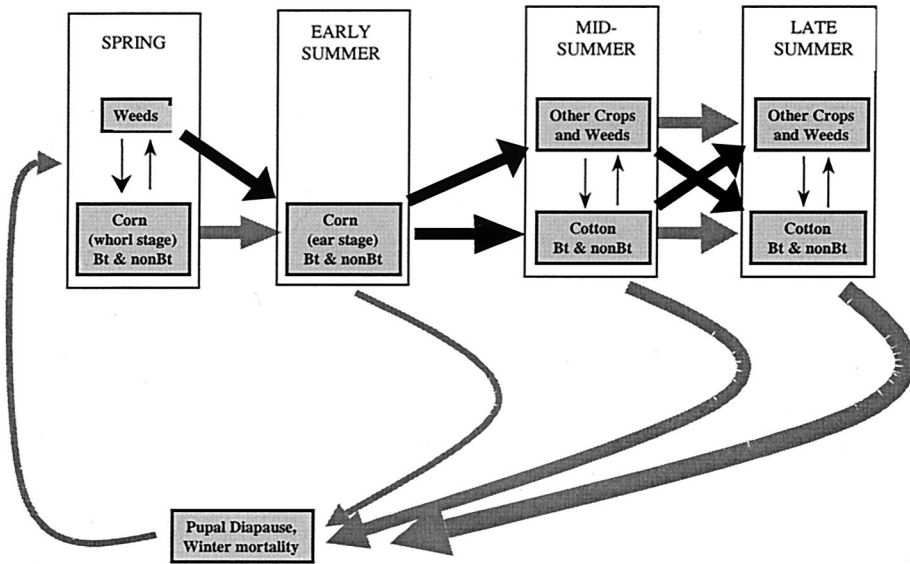 SPRING
Weeds
Corn
(whorl stage)
Bt & nonBt
EARLY
SUMMER
Corn
(ear stage)
Bt & nonBt
MID-
SUMMER
Other Crops
and Weeds
Cotton
Bt & nonBt
LATE
SUMMER
Other Crops
and Weeds
Cotton
Bt & nonBt
Pupal Diapause,
Winter mortality